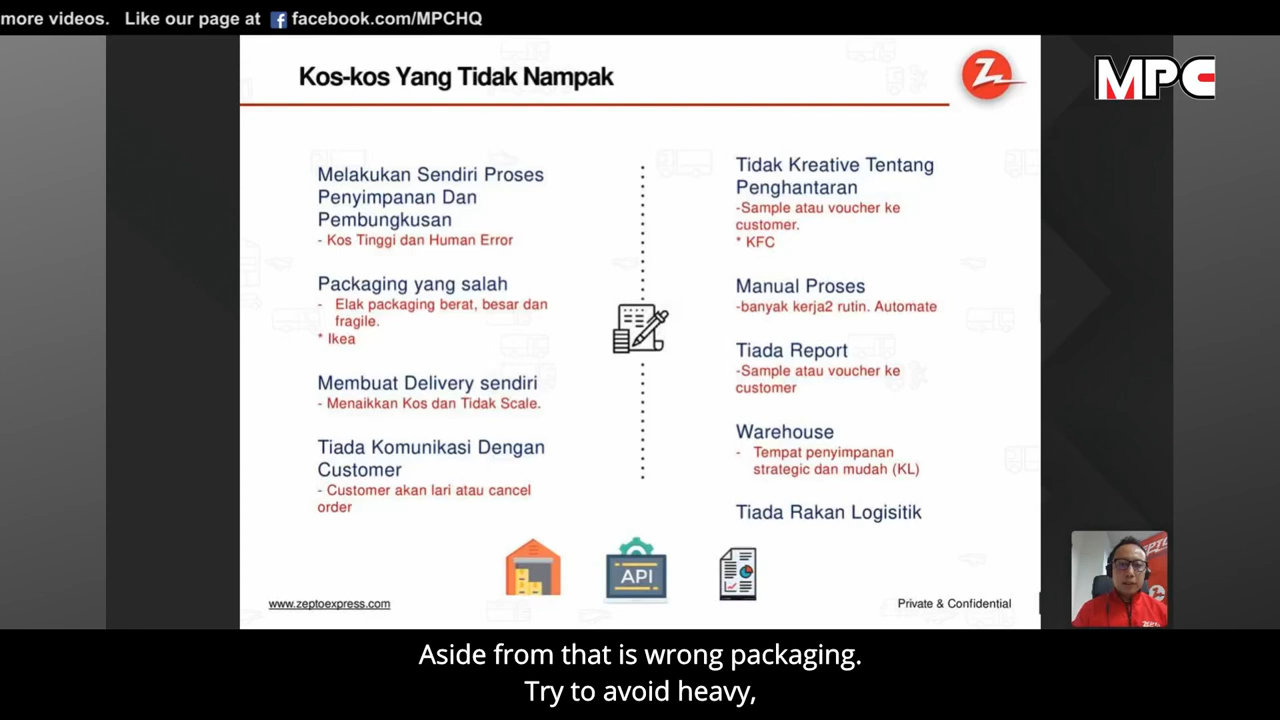 more videos. Like our page at facebook.com/MPCHQ
Kos-kos Yang Tidak Nampak
Z
MPC
Melakukan Sendiri Proses
Penyimpanan Dan
Pembungkusan
- Kos Tinggi dan Human Error
Packaging yang salah
- Elak packaging berat, besar dan
fragile.
* Ikea
Membuat Delivery sendiri
- Menaikkan Kos dan Tidak Scale.
Tiada Komunikasi Dengan
Customer
- Customer akan lari atau cancel
order
Tidak Kreative Tentang
Penghantaran
-Sample atau voucher ke
customer.
* KFC
Manual Proses
-banyak kerja2 rutin. Automate
Tiada Report
-Sample atau voucher ke
customer
Warehouse
- Tempat penyimpanan
strategic dan mudah (KL)
Tiada Rakan Logisitik
API
www.zeptoexpress.com
Private & Confidential
Aside from that is wrong packaging.
Try to avoid heavy,